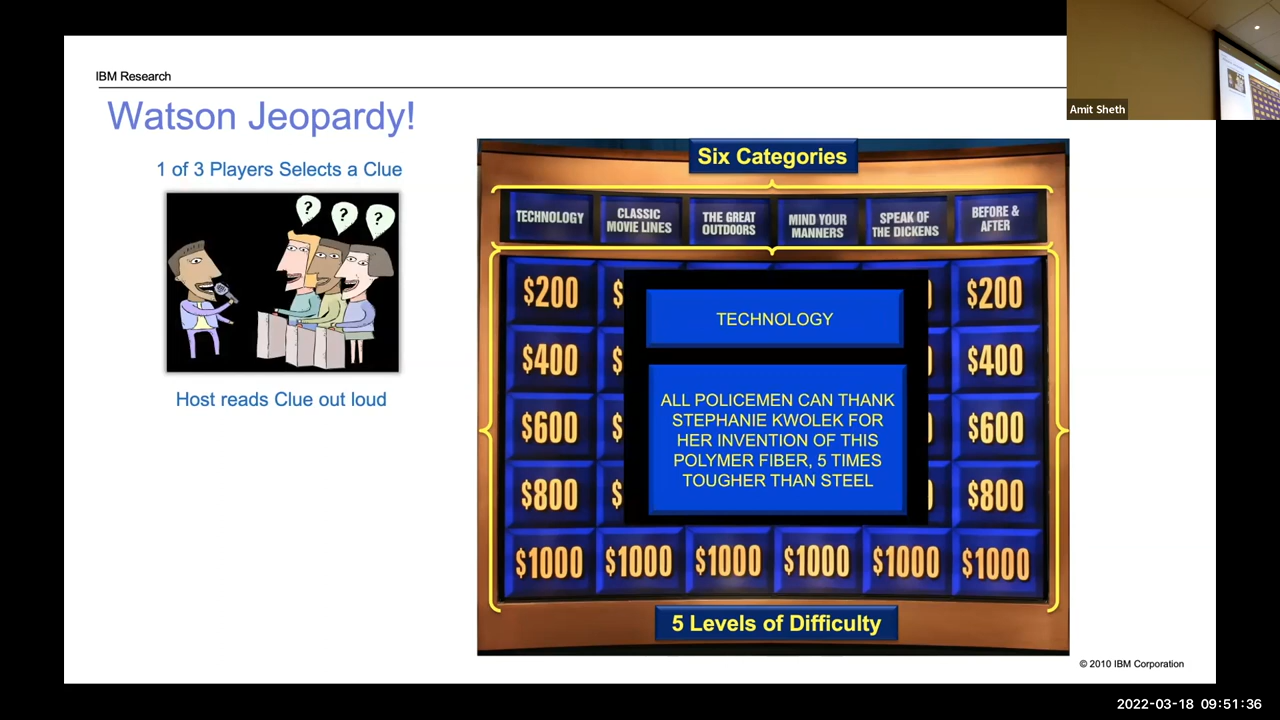 IBM Research
Amit Sheth
Watson Jeopardy!
1 of 3 Players Selects a Clue
? ? ?
Host reads Clue out loud
Six Categories
TECHNOLOGY
CLASSIC
MOVIE LINES
THE GREAT
OUTDOORS
MIND YOUR
MANNERS
SPEAK OF
THE DICKENS
BEFORE &
AFTER
$200 $ $200
$400 $ $400
$600 $ $600
$800 $ $800
$1000 $1000 $1000 $1000 $1000 $1000
TECHNOLOGY
ALL POLICEMEN CAN THANK
STEPHANIE KWOLEK FOR
HER INVENTION OF THIS
POLYMER FIBER, 5 TIMES
TOUGHER THAN STEEL
5 Levels of Difficulty
© 2010 IBM Corporation
2022-03-18 09:51:36